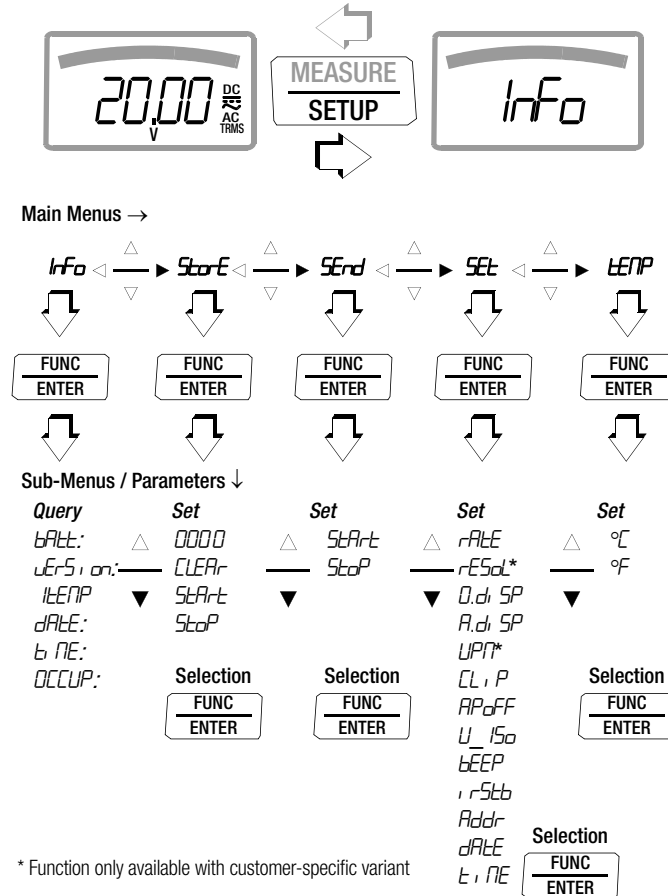 MEASURE
SETUP
20.00 V DC AC TRMS
InFo
Main Menus →
InFo StorE SEnd SEt tEMP
FUNC FUNC FUNC FUNC FUNC
ENTER ENTER ENTER ENTER ENTER
Sub-Menus / Parameters ↓
Query Set Set Set Set
bAtt: 0000 StArt rAtE °C
vErSion: CLEAr StoP rESoL* °F
ItEMP StArt 0.diSP
dAtE: StoP A.diSP
tiME: UPM*
OCCUP: CLiP
APoFF
U_ISo
bEEP
irStb
Addr
dAtE
tiME
Selection Selection Selection
FUNC FUNC FUNC
ENTER ENTER ENTER
Selection
FUNC
ENTER
* Function only available with customer-specific variant